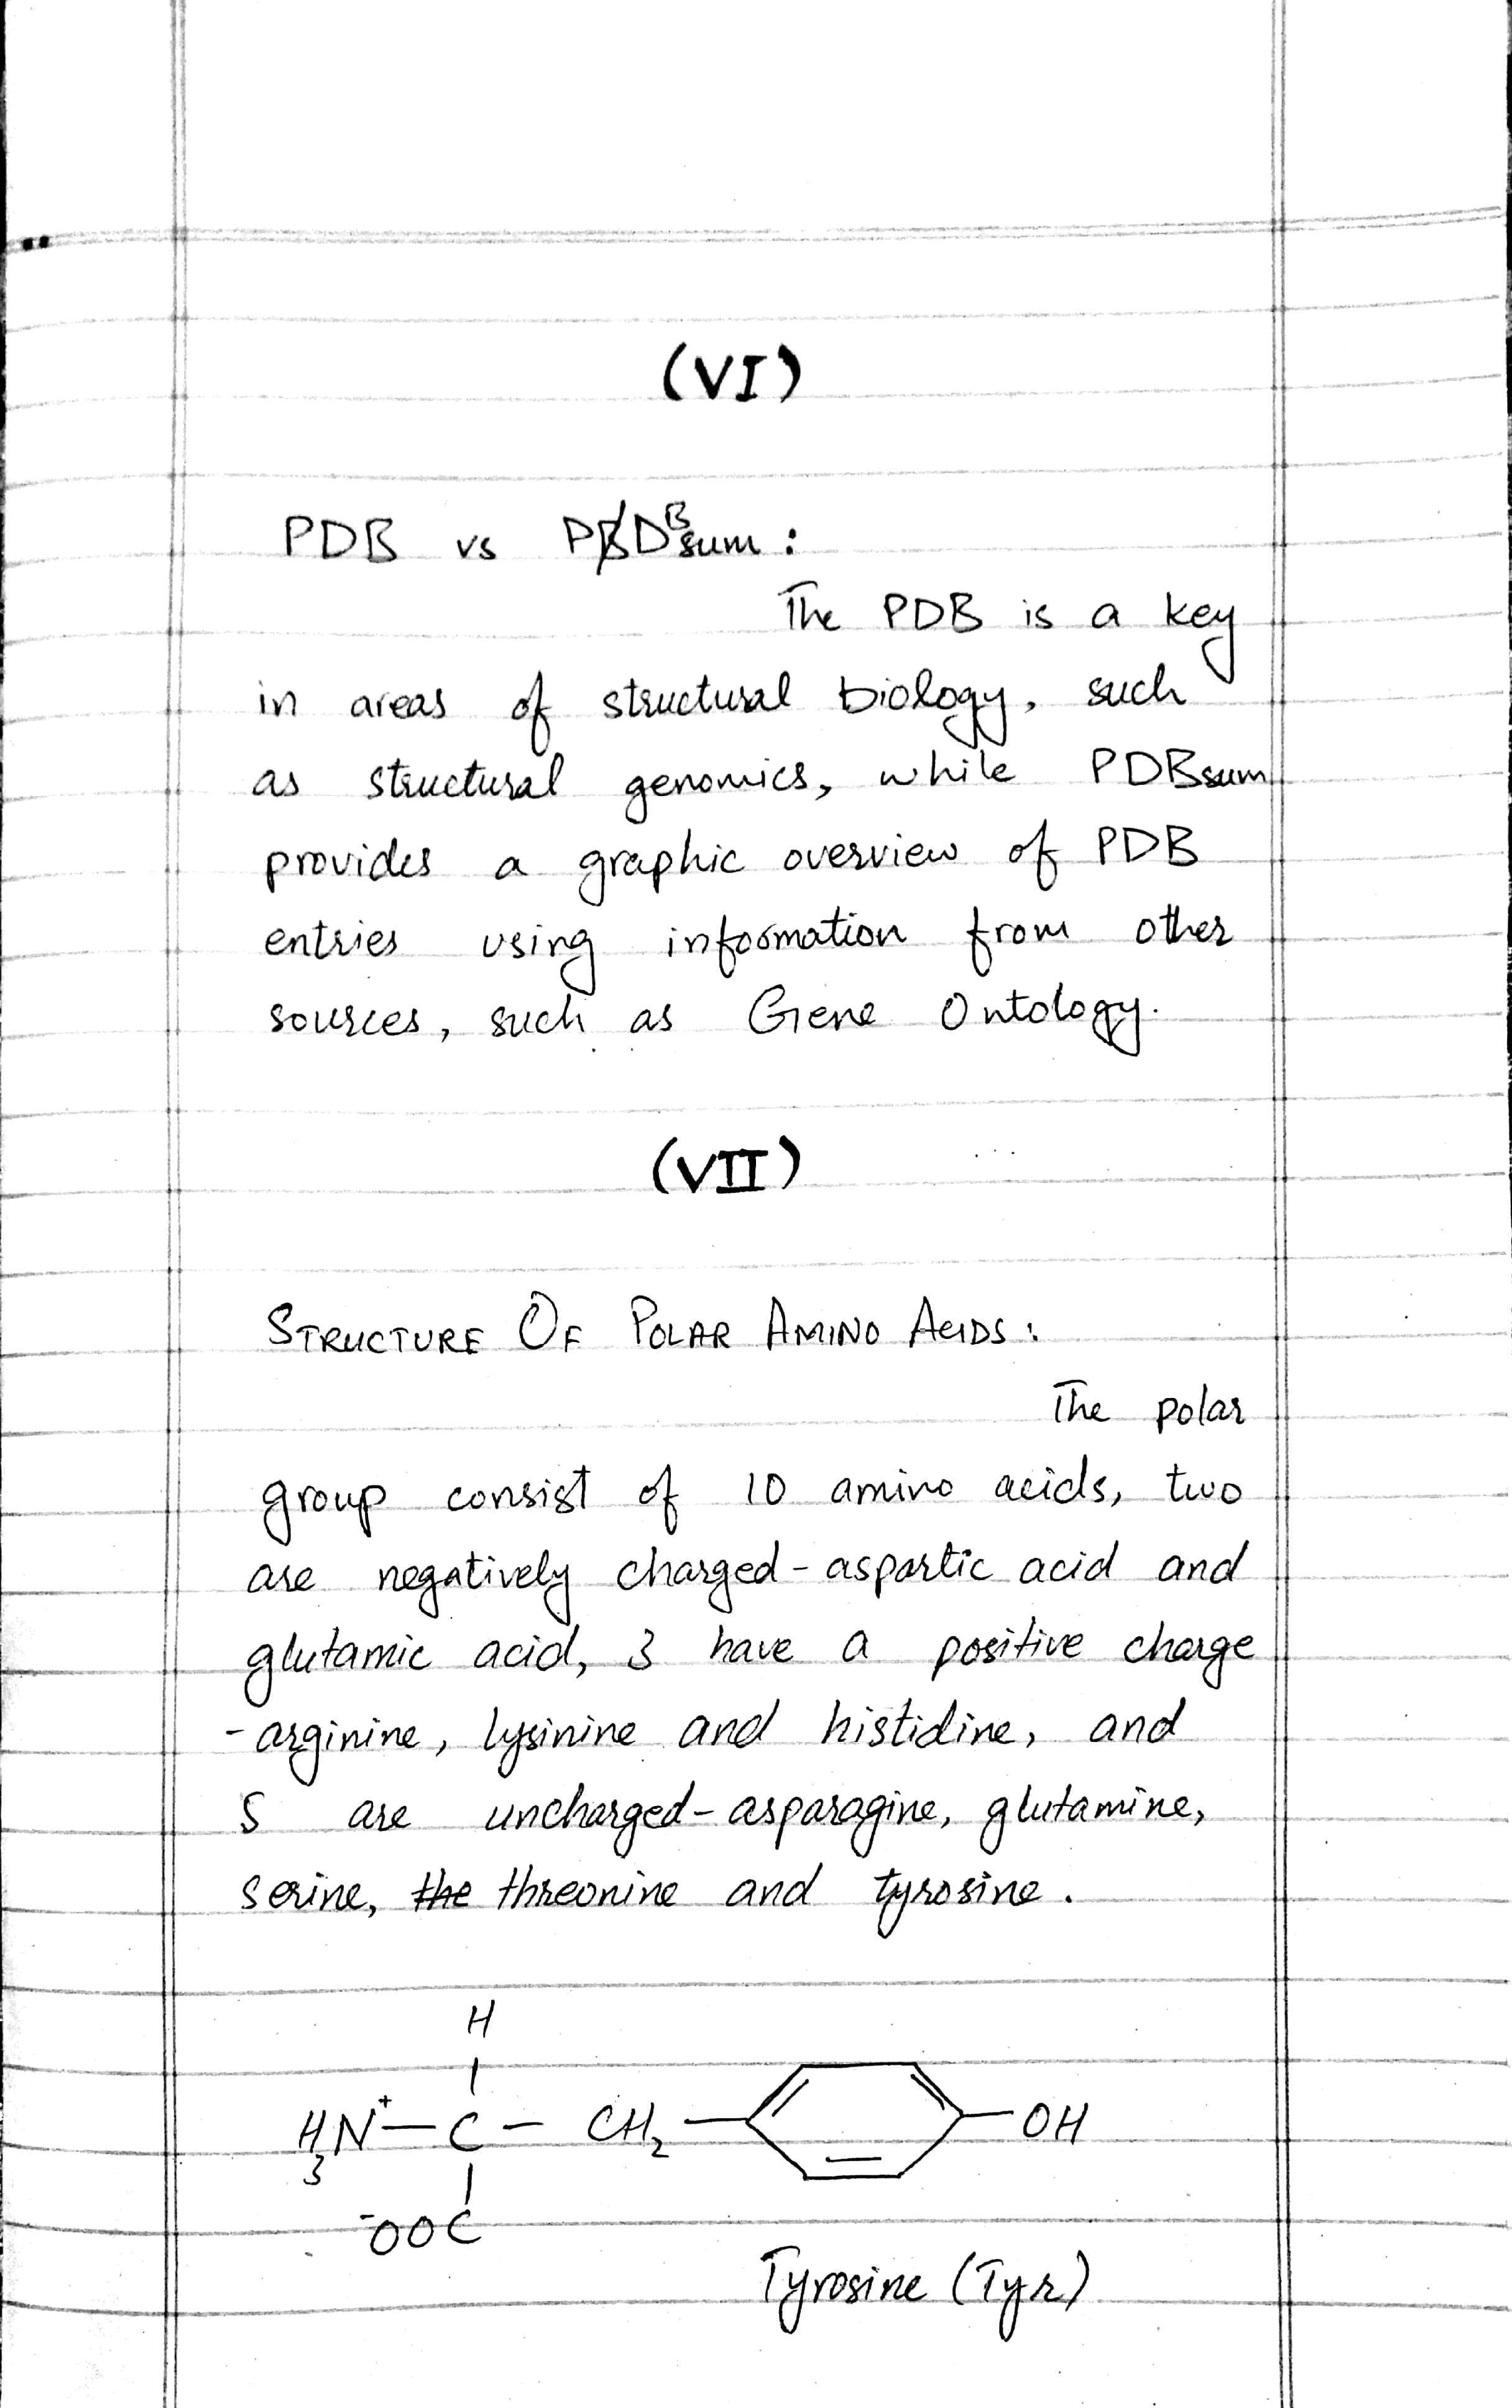 (VI)
PDB vs PDBsum :
The PDB is a key
in areas of structural biology, such
as structural genomics, while PDBsum
provides a graphic overview of PDB
entries using information from other
sources, such as Gene Ontology.
(VII)
STRUCTURE OF POLAR AMINO ACIDS :
The polar
group consist of 10 amino acids, two
are negatively charged - aspartic acid and
glutamic acid, 3 have a positive charge
- arginine, lysinine and histidine, and
5 are uncharged - asparagine, glutamine,
serine, the threonine and tyrosine.
H
H₃N⁺ — C — CH₂ — OH
⁻OOC
Tyrosine (Tyr)